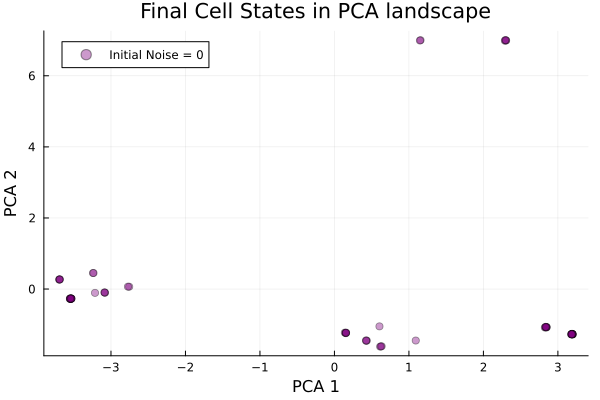 Final Cell States in PCA landscape
Initial Noise = 0
PCA 2
6
4
2
0
−3
−2
−1
0
1
2
3
PCA 1